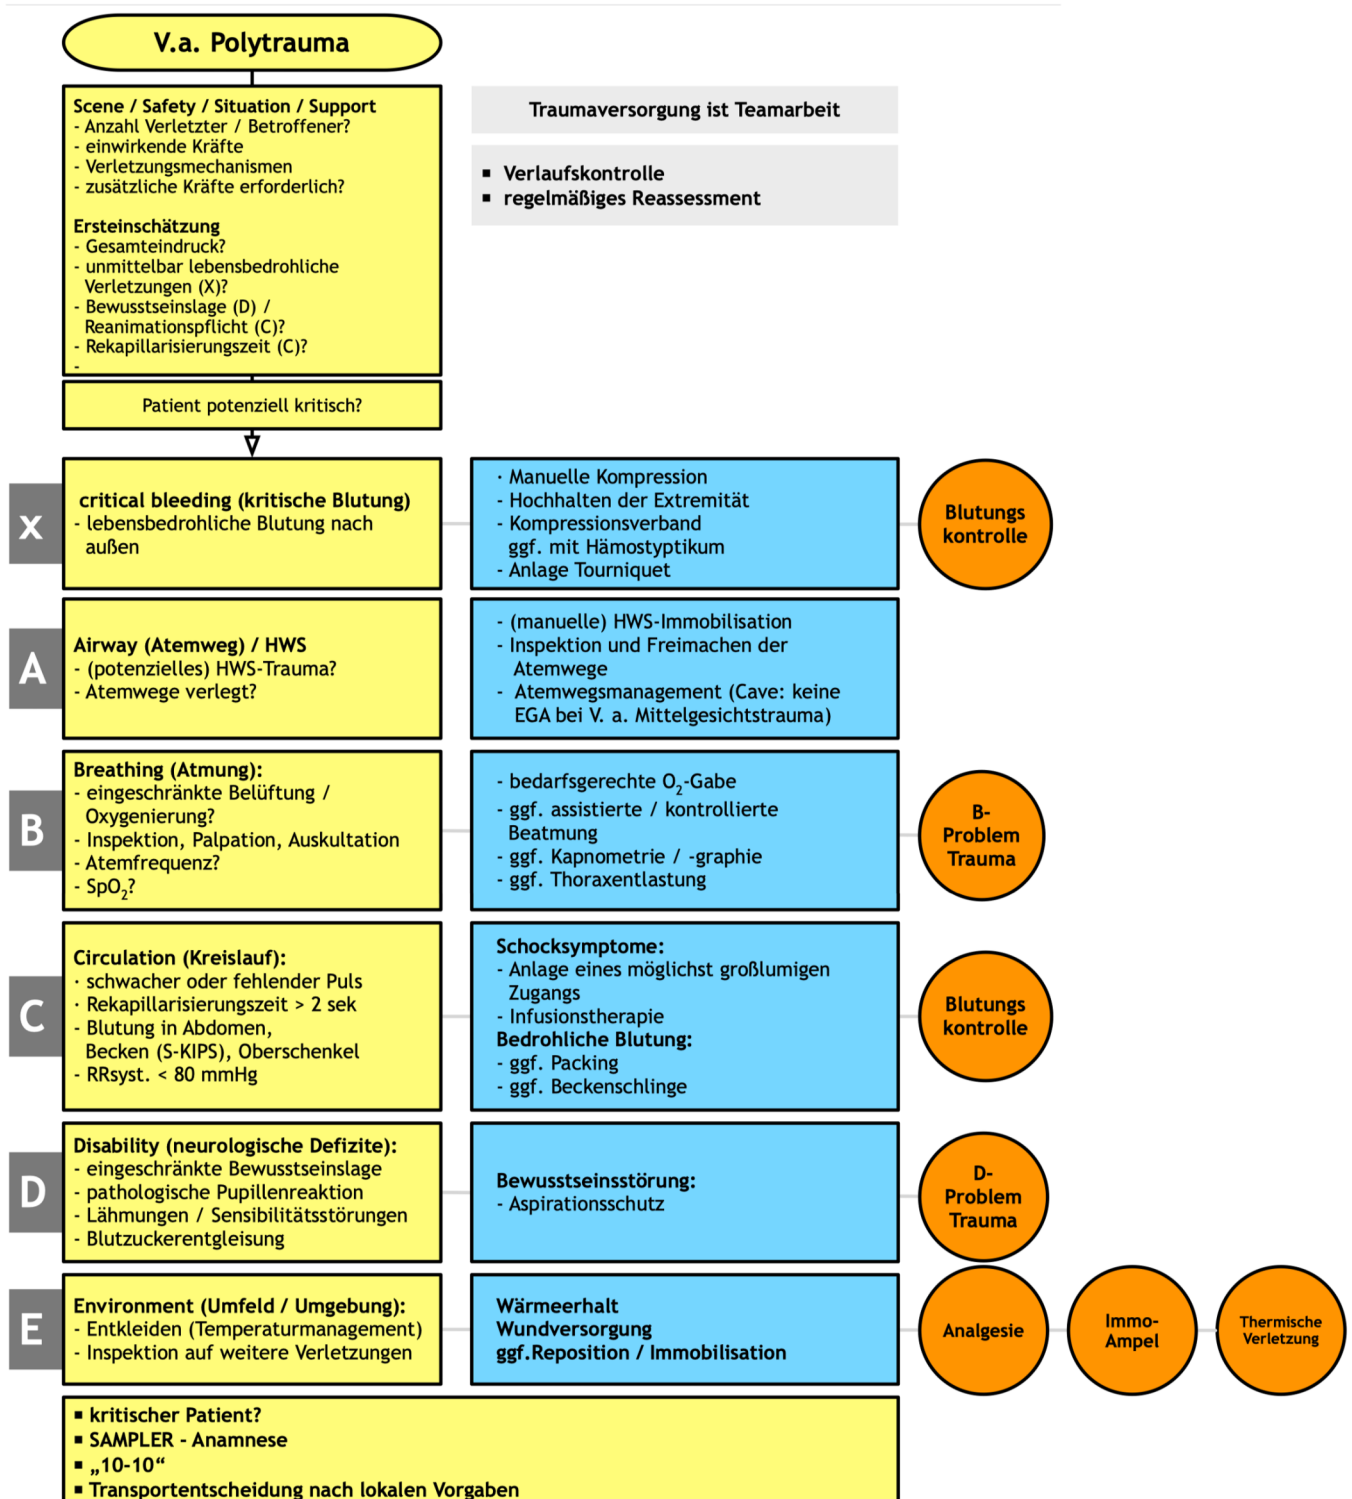 V.a. Polytrauma
Scene / Safety / Situation / Support
- Anzahl Verletzter / Betroffener?
- einwirkende Kräfte
- Verletzungsmechanismen
- zusätzliche Kräfte erforderlich?
Ersteinschätzung
- Gesamteindruck?
- unmittelbar lebensbedrohliche
Verletzungen (X)?
- Bewusstseinslage (D) /
Reanimationspflicht (C)?
- Rekapillarisierungszeit (C)?
-
Patient potenziell kritisch?
Traumaversorgung ist Teamarbeit
▪ Verlaufskontrolle
▪ regelmäßiges Reassessment
x
critical bleeding (kritische Blutung)
- lebensbedrohliche Blutung nach
außen
· Manuelle Kompression
- Hochhalten der Extremität
- Kompressionsverband
ggf. mit Hämostyptikum
- Anlage Tourniquet
Blutungs
kontrolle
A
Airway (Atemweg) / HWS
- (potenzielles) HWS-Trauma?
- Atemwege verlegt?
- (manuelle) HWS-Immobilisation
- Inspektion und Freimachen der
Atemwege
- Atemwegsmanagement (Cave: keine
EGA bei V. a. Mittelgesichtstrauma)
B
Breathing (Atmung):
- eingeschränkte Belüftung /
Oxygenierung?
- Inspektion, Palpation, Auskultation
- Atemfrequenz?
- SpO₂?
- bedarfsgerechte O₂-Gabe
- ggf. assistierte / kontrollierte
Beatmung
- ggf. Kapnometrie / -graphie
- ggf. Thoraxentlastung
B-
Problem
Trauma
C
Circulation (Kreislauf):
· schwacher oder fehlender Puls
· Rekapillarisierungszeit > 2 sek
- Blutung in Abdomen,
Becken (S-KIPS), Oberschenkel
- RRsyst. < 80 mmHg
Schocksymptome:
- Anlage eines möglichst großlumigen
Zugangs
- Infusionstherapie
Bedrohliche Blutung:
- ggf. Packing
- ggf. Beckenschlinge
Blutungs
kontrolle
D
Disability (neurologische Defizite):
- eingeschränkte Bewusstseinslage
- pathologische Pupillenreaktion
- Lähmungen / Sensibilitätsstörungen
- Blutzuckerentgleisung
Bewusstseinsstörung:
- Aspirationsschutz
D-
Problem
Trauma
E
Environment (Umfeld / Umgebung):
- Entkleiden (Temperaturmanagement)
- Inspektion auf weitere Verletzungen
Wärmeerhalt
Wundversorgung
ggf.Reposition / Immobilisation
Analgesie
Immo-
Ampel
Thermische
Verletzung
▪ kritischer Patient?
▪ SAMPLER - Anamnese
▪ „10-10“
▪ Transportentscheidung nach lokalen Vorgaben